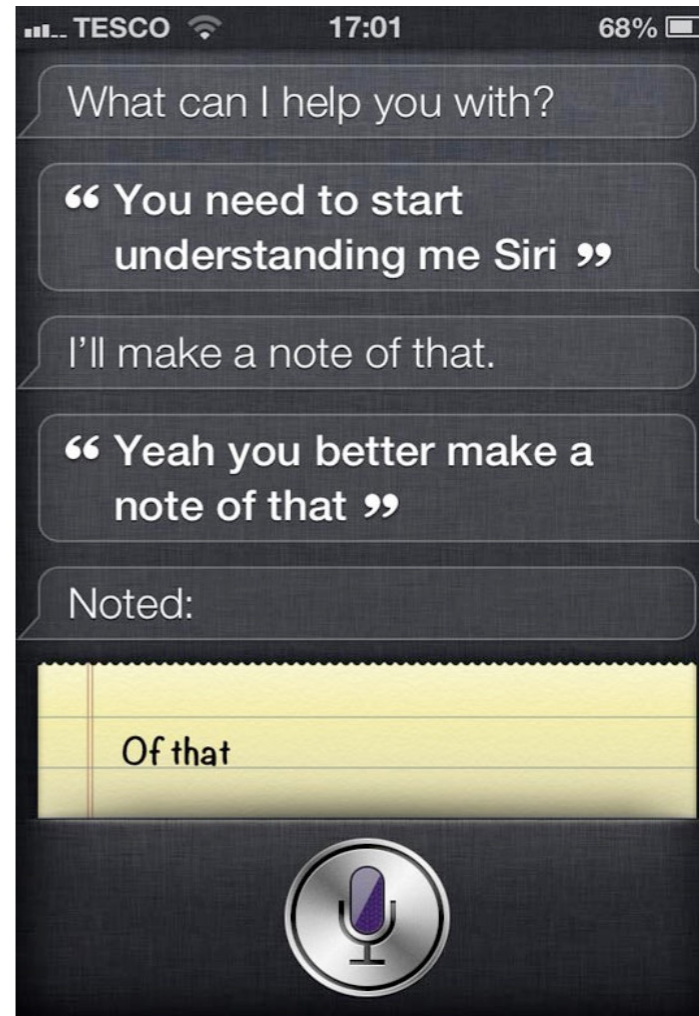 TESCO 17:01 68%
What can I help you with?
“ You need to start
understanding me Siri ”
I’ll make a note of that.
“ Yeah you better make a
note of that ”
Noted:
Of that